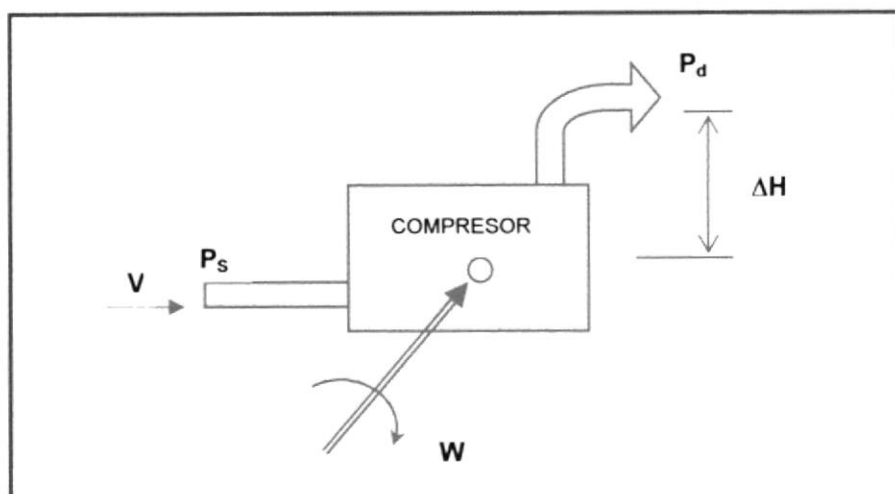 P_d
ΔH
COMPRESOR
P_S
V
W